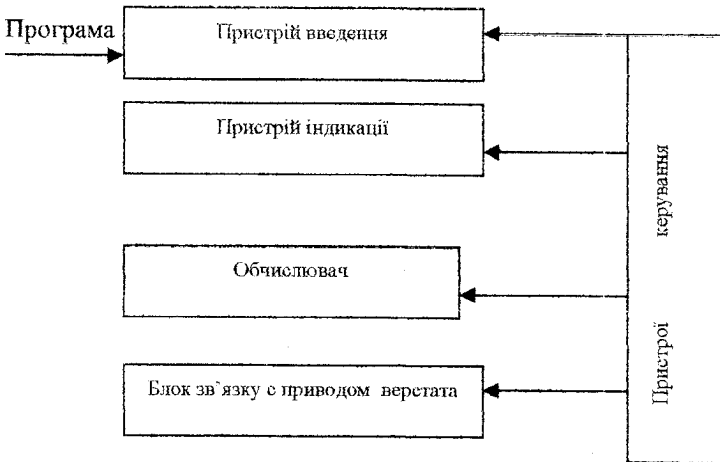 Програма
Пристрій введення
Пристрій індикації
Обчислювач
Блок зв`язку с приводом верстата
Пристрої керування